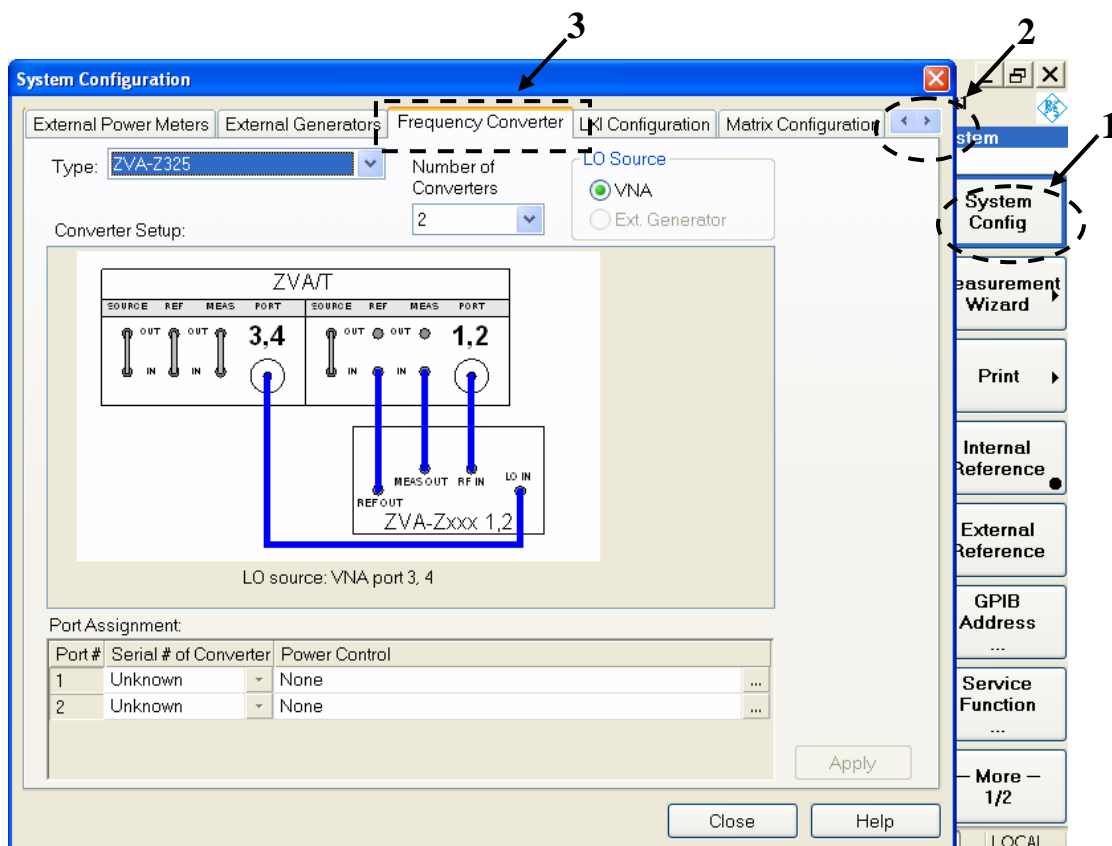 3
2
System Configuration
1
External Power Meters External Generators Frequency Converter LXI Configuration Matrix Configuration
stem
Type: ZVA-Z325
Number of
Converters
2
LO Source
VNA
Ext. Generator
System
Config
Converter Setup:
easurement
Wizard
ZVA/T
SOURCE REF MEAS PORT SOURCE REF MEAS PORT
OUT OUT 3,4 OUT OUT 1,2
IN IN IN IN
Print
MEAS OUT RF IN LO IN
REF OUT
ZVA-Zxxx 1,2
Internal
Reference
External
Reference
LO source: VNA port 3, 4
GPIB
Address
...
Port Assignment:
Port # Serial # of Converter Power Control
1 Unknown None ...
2 Unknown None ...
Service
Function
...
Apply
— More —
1/2
Close Help
LOCAL